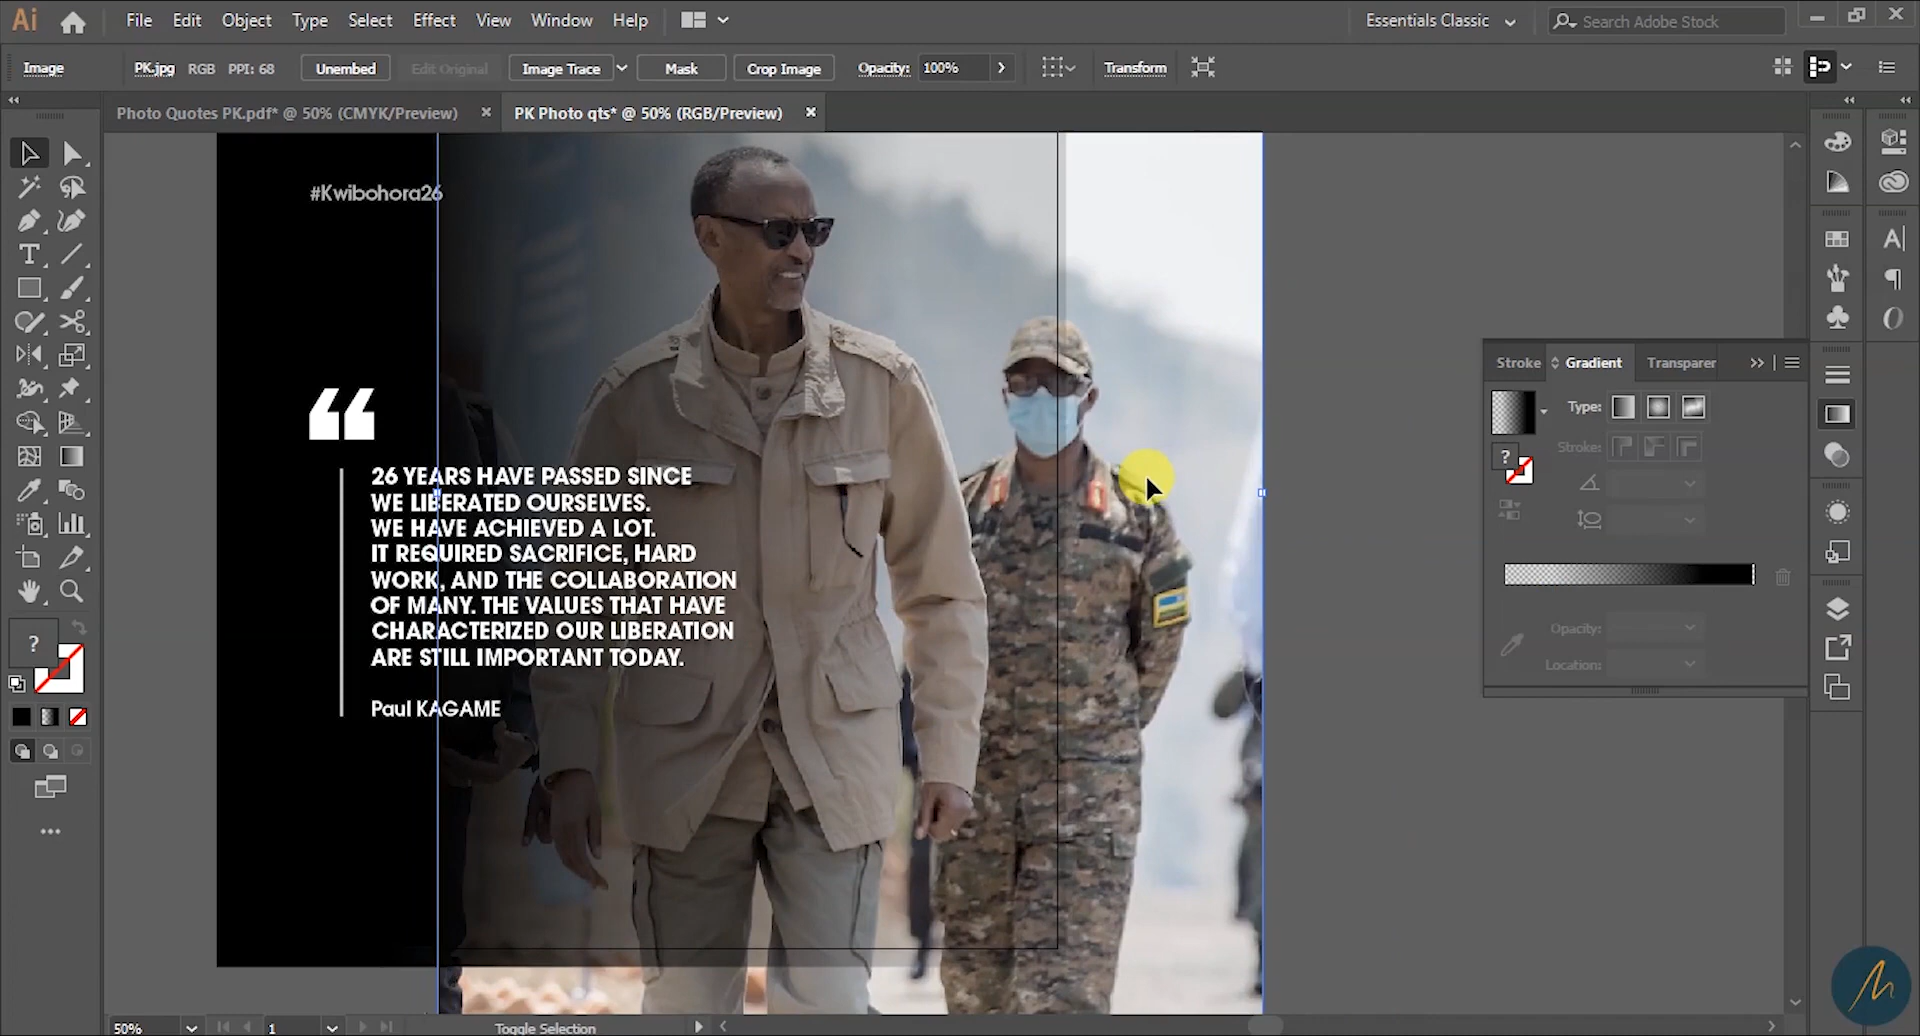 Ai File Edit Object Type Select Effect View Window Help Essentials Classic Search Adobe Stock
Image PK.jpg RGB PPI: 68 Unembed Edit Original Image Trace Mask Crop Image Opacity: 100% Transform
Photo Quotes PK.pdf* @ 50% (CMYK/Preview) PK Photo qts* @ 50% (RGB/Preview)
#Kwibohora26
“
26 YEARS HAVE PASSED SINCE
WE LIBERATED OURSELVES.
WE HAVE ACHIEVED A LOT.
IT REQUIRED SACRIFICE, HARD
WORK, AND THE COLLABORATION
OF MANY. THE VALUES THAT HAVE
CHARACTERIZED OUR LIBERATION
ARE STILL IMPORTANT TODAY.
Paul KAGAME
Stroke Gradient Transparer
Type:
Stroke:
?
Opacity:
Location:
?
50% 1 Toggle Selection